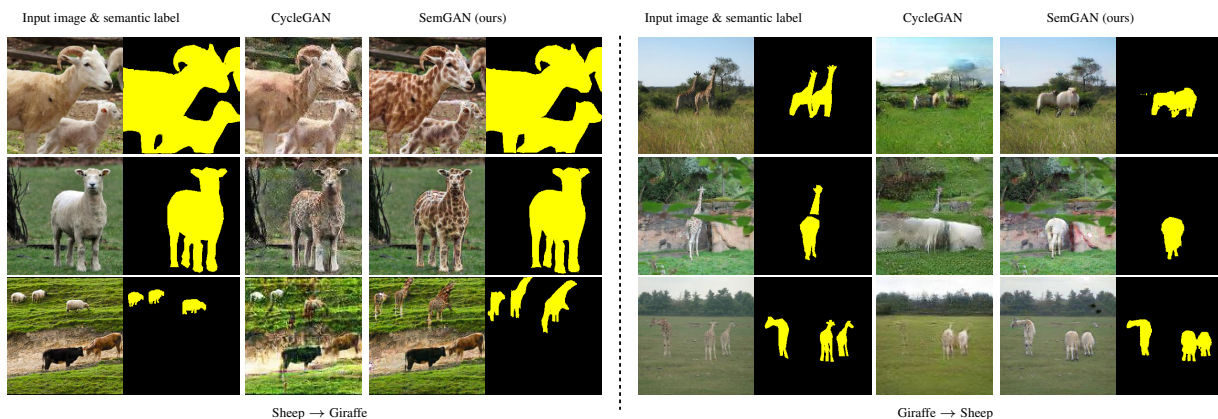 Input image & semantic label CycleGAN SemGAN (ours) Input image & semantic label CycleGAN SemGAN (ours)
Sheep → Giraffe Giraffe → Sheep